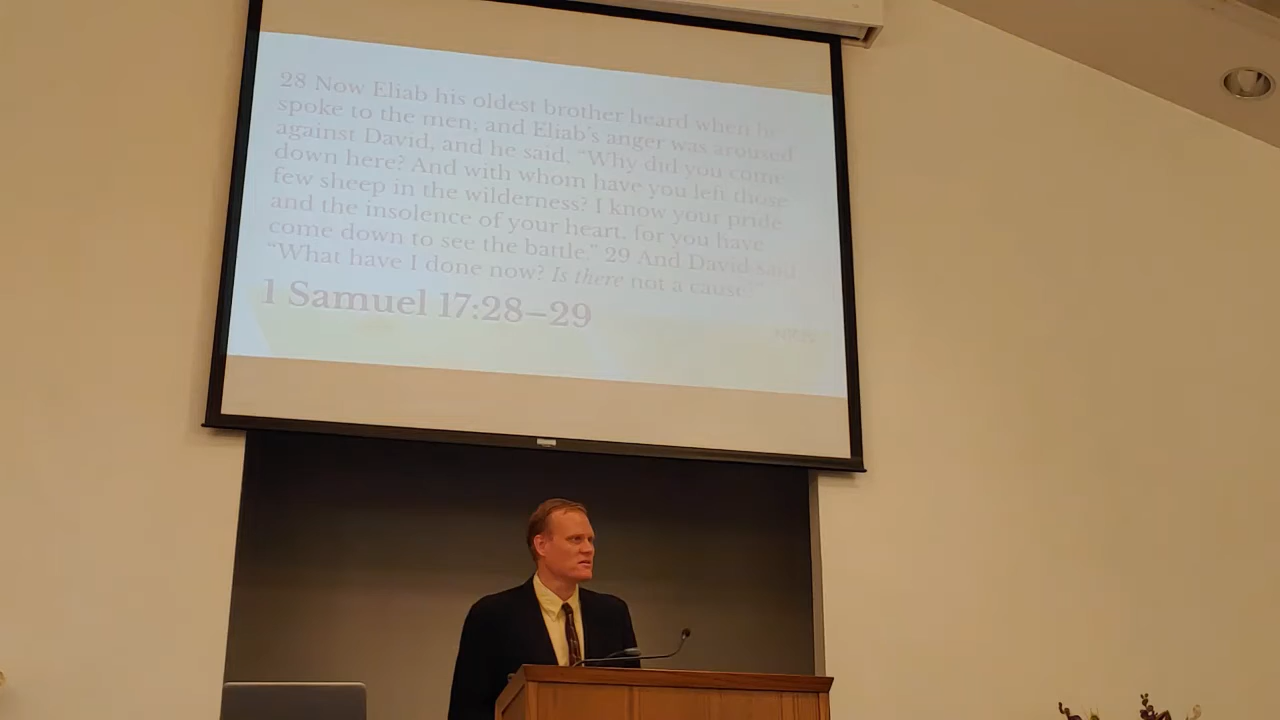 28 Now Eliab his oldest brother heard when he
spoke to the men; and Eliab's anger was aroused
against David, and he said, "Why did you come
down here? And with whom have you left those
few sheep in the wilderness? I know your pride
and the insolence of your heart, for you have
come down to see the battle." 29 And David said,
"What have I done now? Is there not a cause?"
1 Samuel 17:28–29